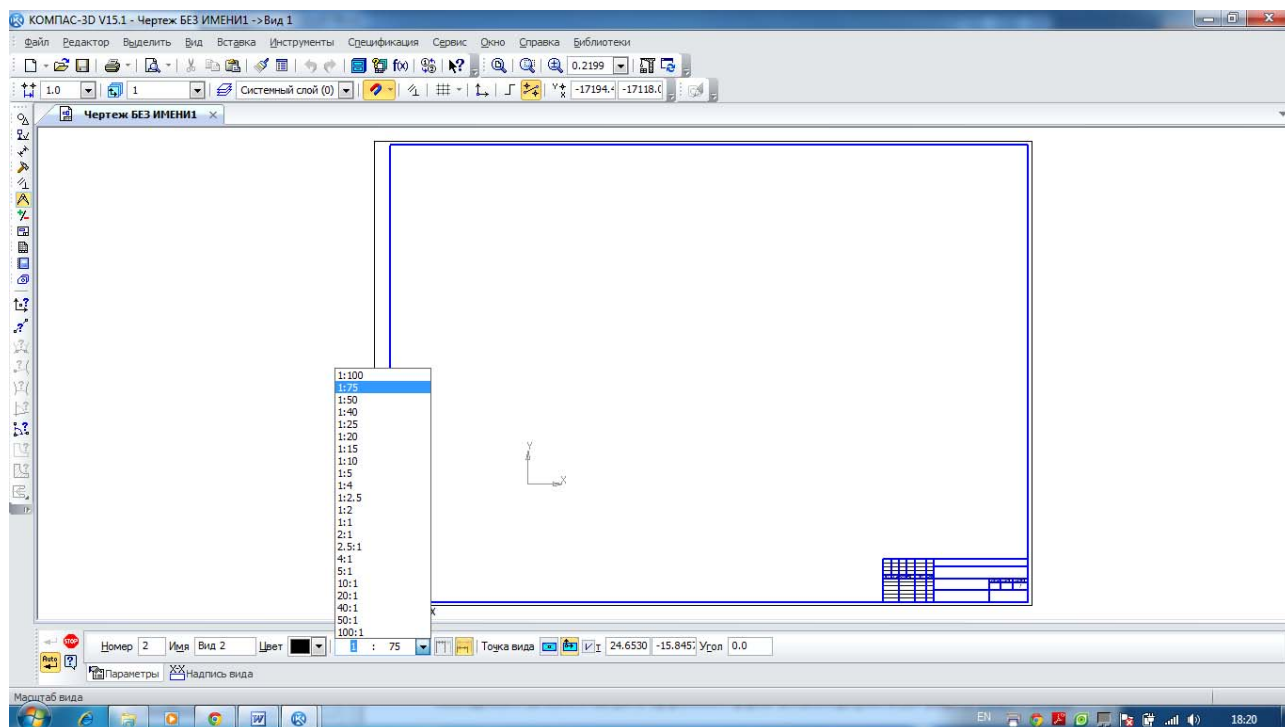 КОМПАС-3D V15.1 - Чертеж БЕЗ ИМЕНИ1 ->Вид 1
Файл Редактор Выделить Вид Вставка Инструменты Спецификация Сервис Окно Справка Библиотеки
0.2199
1.0 1 Системный слой (0) -17194.4 -17118.(
Чертеж БЕЗ ИМЕНИ1
1:100
1:75
1:50
1:40
1:25
1:20
1:15
1:10
1:5
1:4
1:2.5
1:2
1:1
2:1
2.5:1
4:1
5:1
10:1
20:1
40:1
50:1
100:1
Y
X
X
STOP Номер 2 Имя Вид 2 Цвет 1 : 75 Точка вида 24.6530 -15.845: Угол 0.0
Auto
Параметры Надпись вида
Масштаб вида
EN 18:20